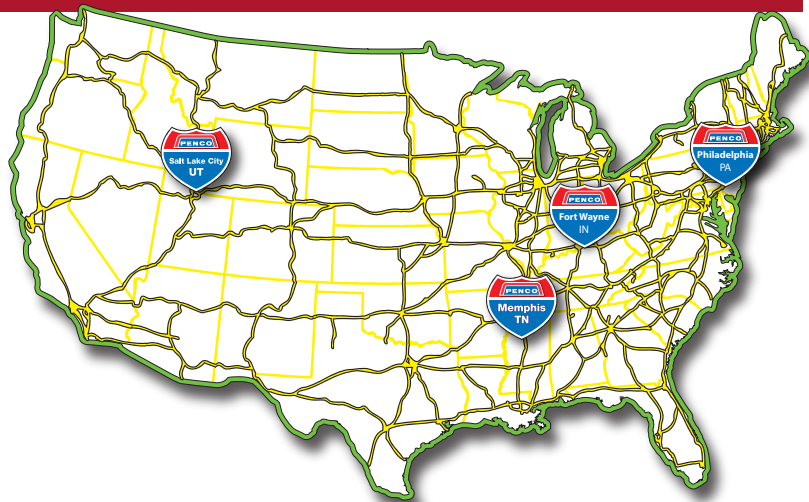 PENCO
Salt Lake City
UT
PENCO
Philadelphia
PA
PENCO
Fort Wayne
IN
PENCO
Memphis
TN